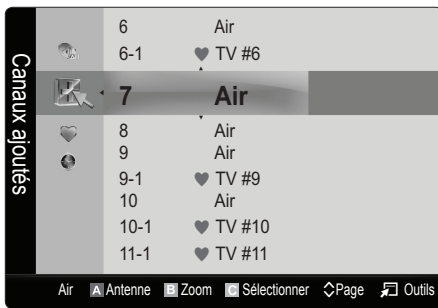 Canaux ajoutés
6 Air
6-1 ♥ TV #6
7 Air
8 Air
9 Air
9-1 ♥ TV #9
10 Air
10-1 ♥ TV #10
11-1 ♥ TV #11
Air A Antenne B Zoom C Sélectionner Page Outils